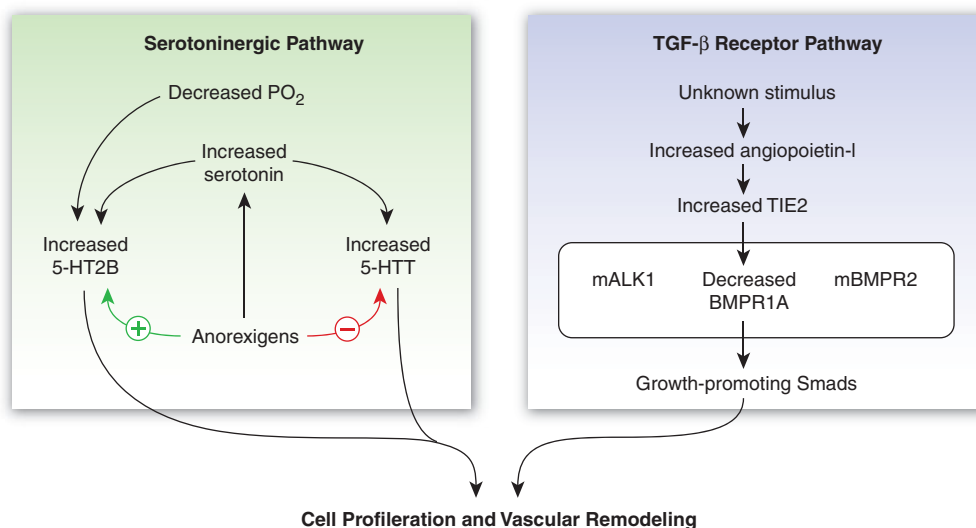 Serotoninergic Pathway
Decreased PO2
Increased
serotonin
Increased
5-HT2B
Increased
5-HTT
+
Anorexigens
−
TGF-β Receptor Pathway
Unknown stimulus
Increased angiopoietin-l
Increased TIE2
mALK1
Decreased
BMPR1A
mBMPR2
Growth-promoting Smads
Cell Profileration and Vascular Remodeling